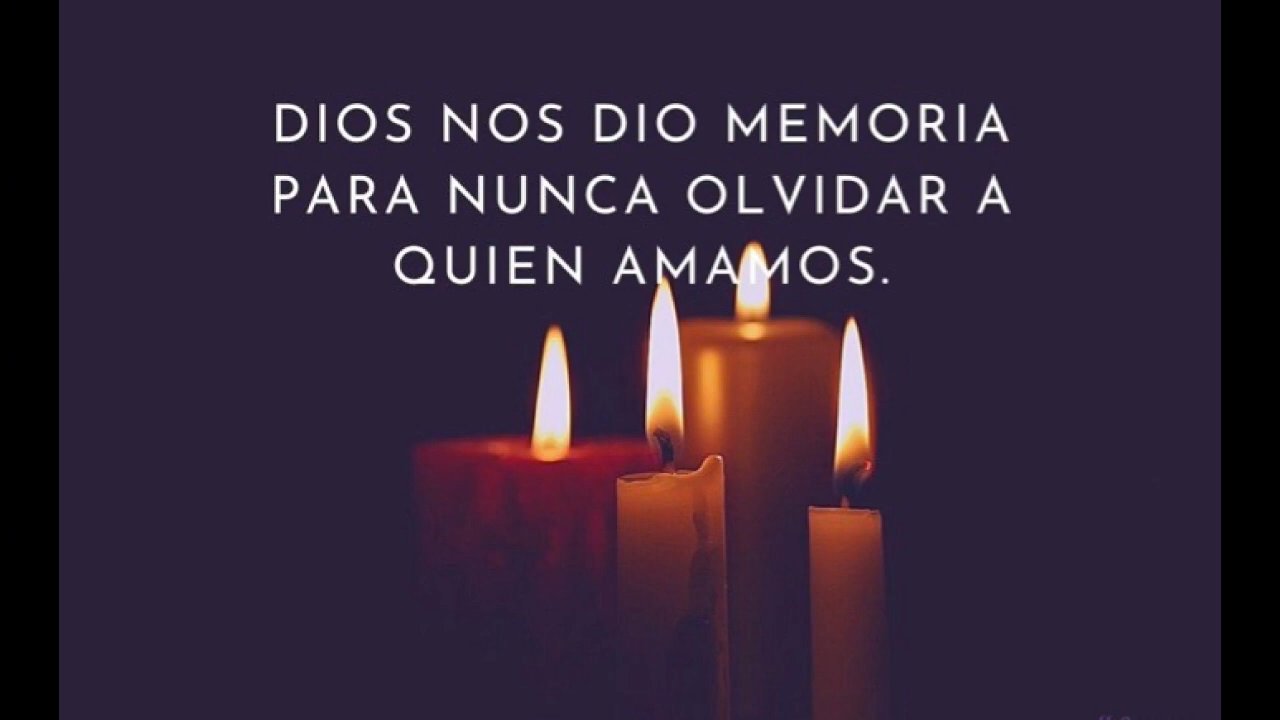 DIOS NOS DIO MEMORIA
PARA NUNCA OLVIDAR A
QUIEN AMAMOS.